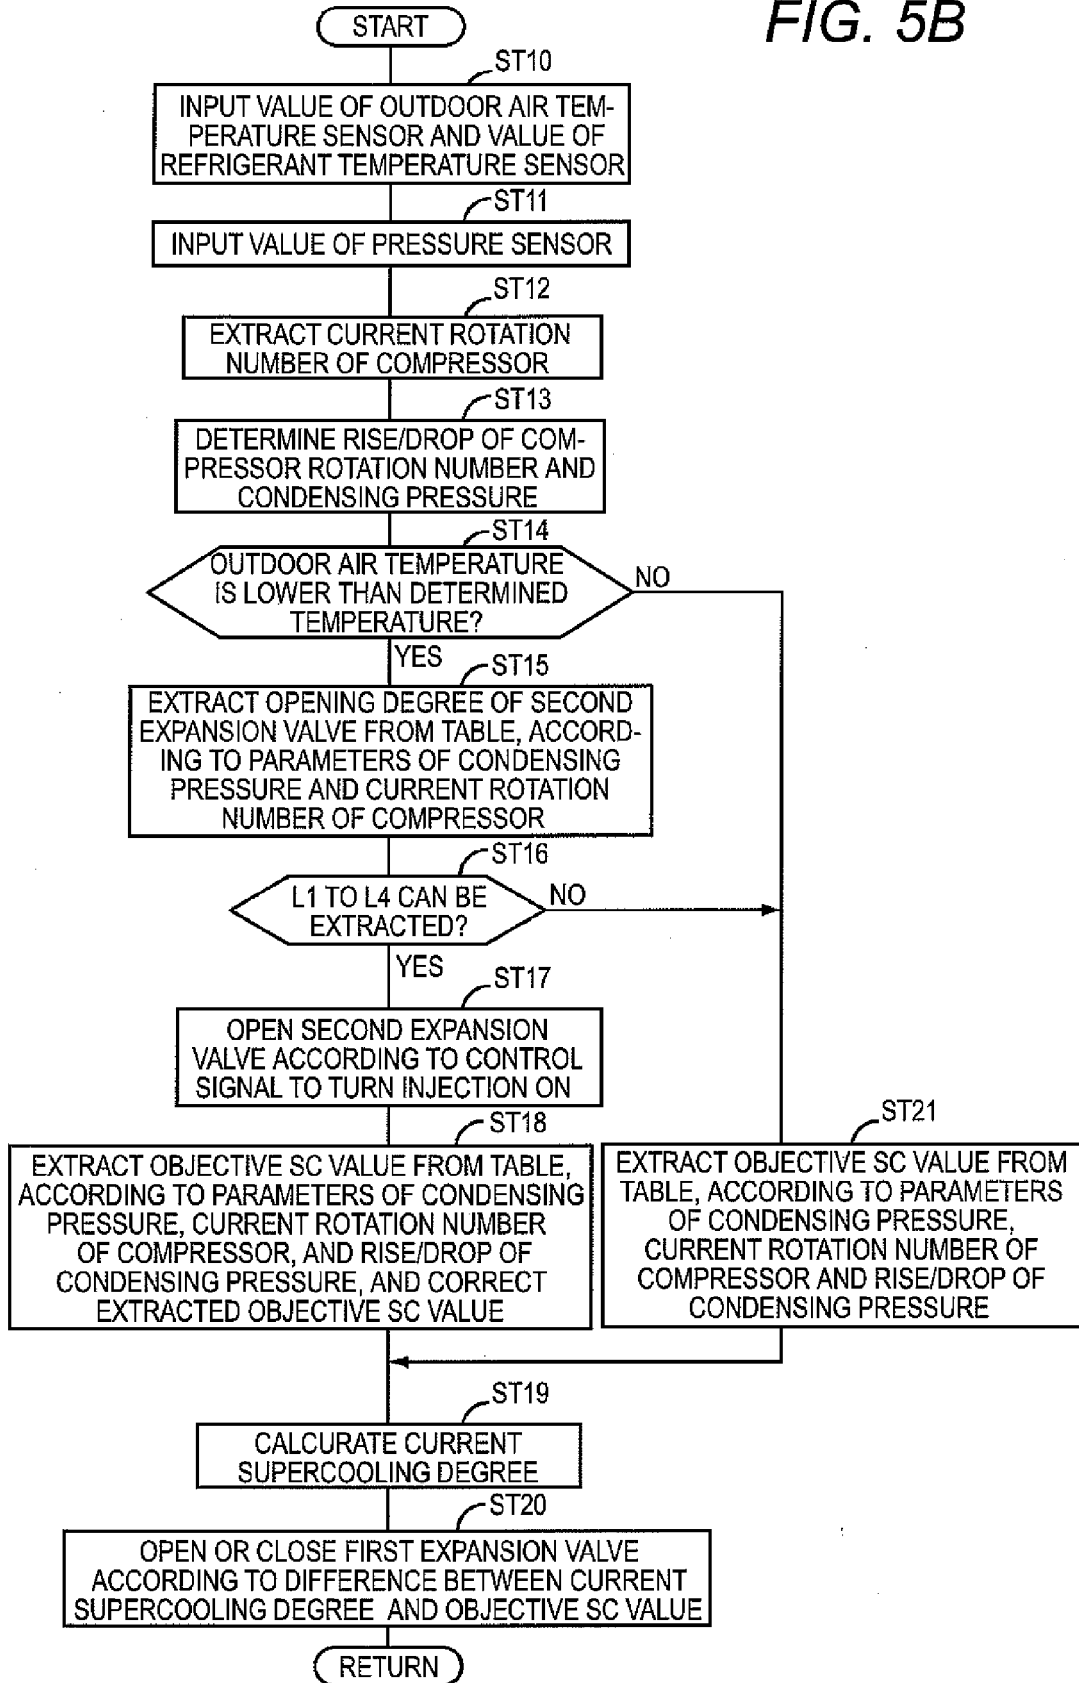 FIG. 5B
START
ST10
INPUT VALUE OF OUTDOOR AIR TEM-
PERATURE SENSOR AND VALUE OF
REFRIGERANT TEMPERATURE SENSOR
ST11
INPUT VALUE OF PRESSURE SENSOR
ST12
EXTRACT CURRENT ROTATION
NUMBER OF COMPRESSOR
ST13
DETERMINE RISE/DROP OF COM-
PRESSOR ROTATION NUMBER AND
CONDENSING PRESSURE
ST14
OUTDOOR AIR TEMPERATURE
IS LOWER THAN DETERMINED
TEMPERATURE?
NO
YES
ST15
EXTRACT OPENING DEGREE OF SECOND
EXPANSION VALVE FROM TABLE, ACCORD-
ING TO PARAMETERS OF CONDENSING
PRESSURE AND CURRENT ROTATION
NUMBER OF COMPRESSOR
ST16
L1 TO L4 CAN BE
EXTRACTED?
NO
YES
ST17
OPEN SECOND EXPANSION
VALVE ACCORDING TO CONTROL
SIGNAL TO TURN INJECTION ON
ST18
EXTRACT OBJECTIVE SC VALUE FROM TABLE,
ACCORDING TO PARAMETERS OF CONDENSING
PRESSURE, CURRENT ROTATION NUMBER
OF COMPRESSOR, AND RISE/DROP OF
CONDENSING PRESSURE, AND CORRECT
EXTRACTED OBJECTIVE SC VALUE
ST21
EXTRACT OBJECTIVE SC VALUE FROM
TABLE, ACCORDING TO PARAMETERS
OF CONDENSING PRESSURE,
CURRENT ROTATION NUMBER OF
COMPRESSOR AND RISE/DROP OF
CONDENSING PRESSURE
ST19
CALCURATE CURRENT
SUPERCOOLING DEGREE
ST20
OPEN OR CLOSE FIRST EXPANSION VALVE
ACCORDING TO DIFFERENCE BETWEEN CURRENT
SUPERCOOLING DEGREE AND OBJECTIVE SC VALUE
RETURN